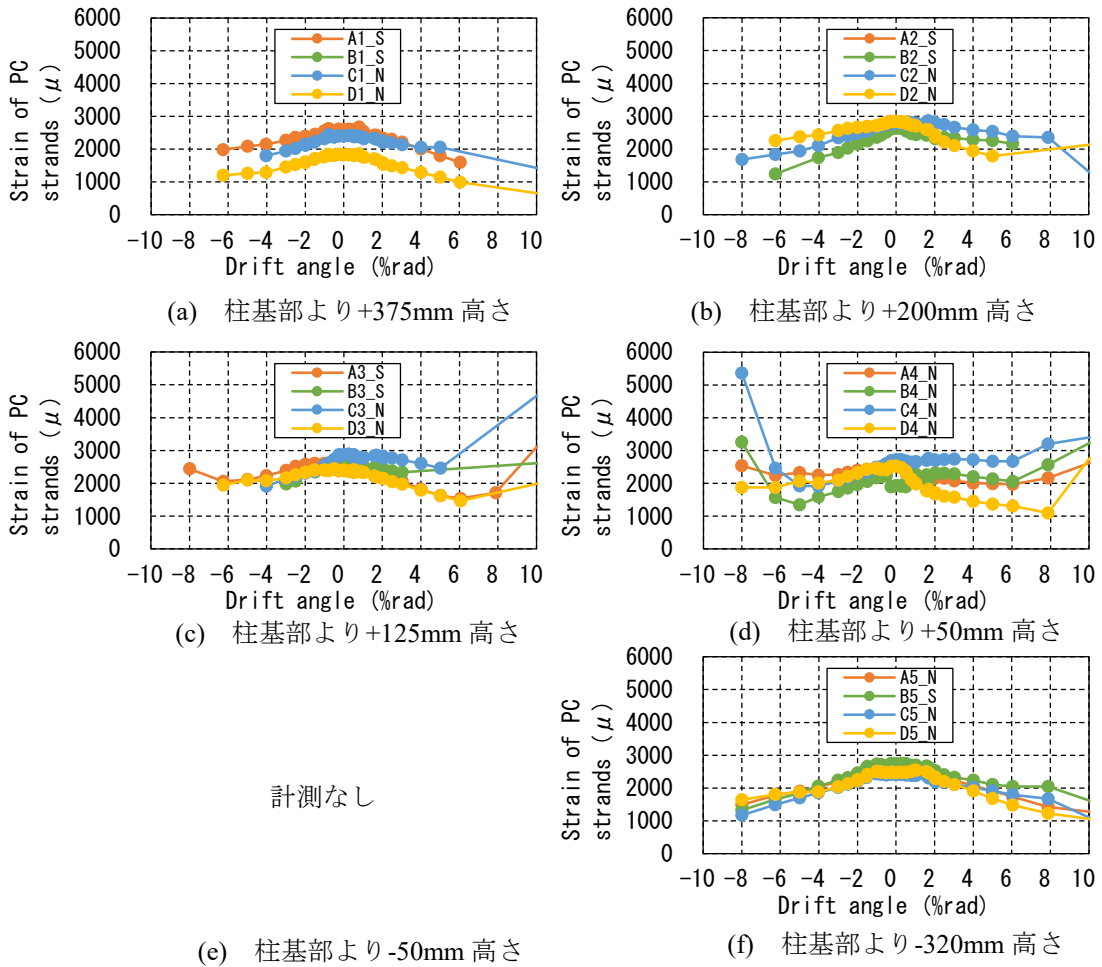 Strain of PC
strands (μ)
6000
5000
4000
3000
2000
1000
0
A1_S
B1_S
C1_N
D1_N
-10 -8 -6 -4 -2 0 2 4 6 8 10
Drift angle (%rad)
(a) 柱基部より+375mm 高さ
Strain of PC
strands (μ)
6000
5000
4000
3000
2000
1000
0
A2_S
B2_S
C2_N
D2_N
-10 -8 -6 -4 -2 0 2 4 6 8 10
Drift angle (%rad)
(b) 柱基部より+200mm 高さ
Strain of PC
strands (μ)
6000
5000
4000
3000
2000
1000
0
A3_S
B3_S
C3_N
D3_N
-10 -8 -6 -4 -2 0 2 4 6 8 10
Drift angle (%rad)
(c) 柱基部より+125mm 高さ
Strain of PC
strands (μ)
6000
5000
4000
3000
2000
1000
0
A4_N
B4_N
C4_N
D4_N
-10 -8 -6 -4 -2 0 2 4 6 8 10
Drift angle (%rad)
(d) 柱基部より+50mm 高さ
計測なし
(e) 柱基部より-50mm 高さ
Strain of PC
strands (μ)
6000
5000
4000
3000
2000
1000
0
A5_N
B5_S
C5_N
D5_N
-10 -8 -6 -4 -2 0 2 4 6 8 10
Drift angle (%rad)
(f) 柱基部より-320mm 高さ